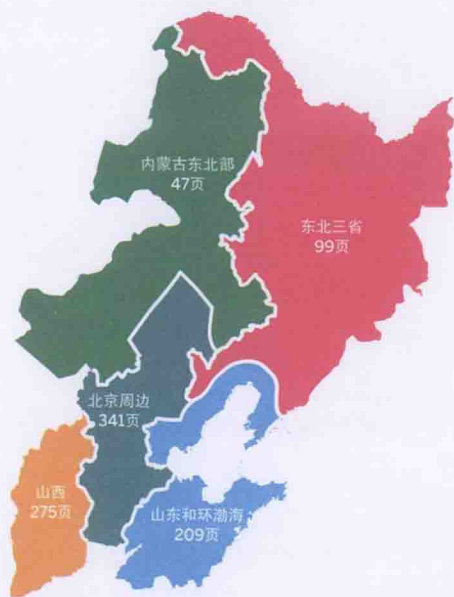 内蒙古东北部
47页
东北三省
99页
北京周边
341页
山西
275页
山东和环渤海
209页